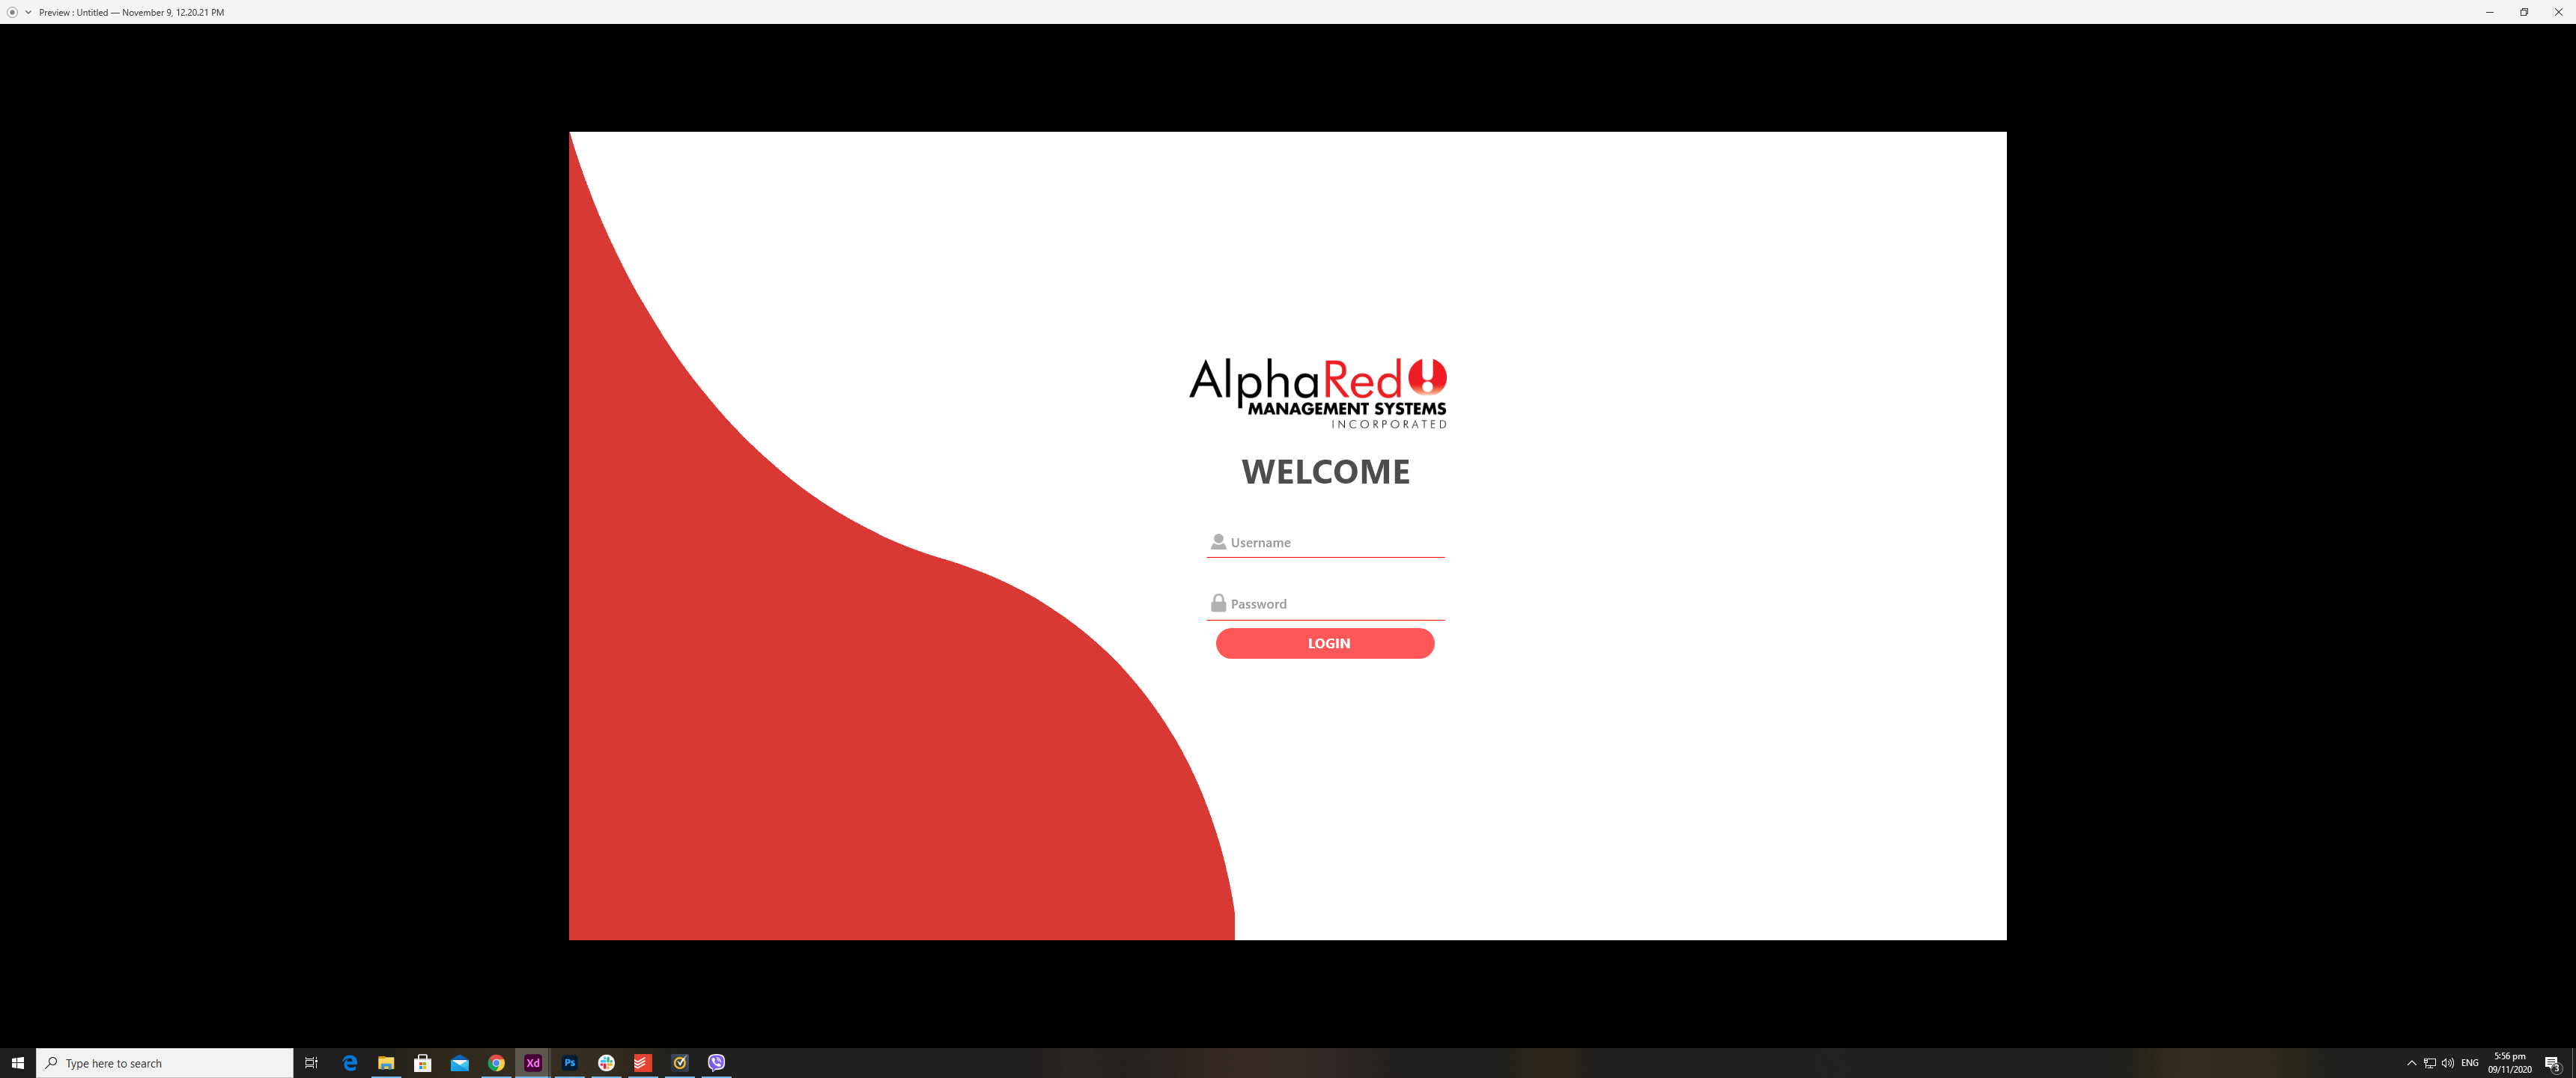 Preview : Untitled — November 9, 12.20.21 PM
AlphaRed
MANAGEMENT SYSTEMS
INCORPORATED
WELCOME
Username
Password
LOGIN
Type here to search
Xd
Ps
ENG
5:56 pm
09/11/2020
3